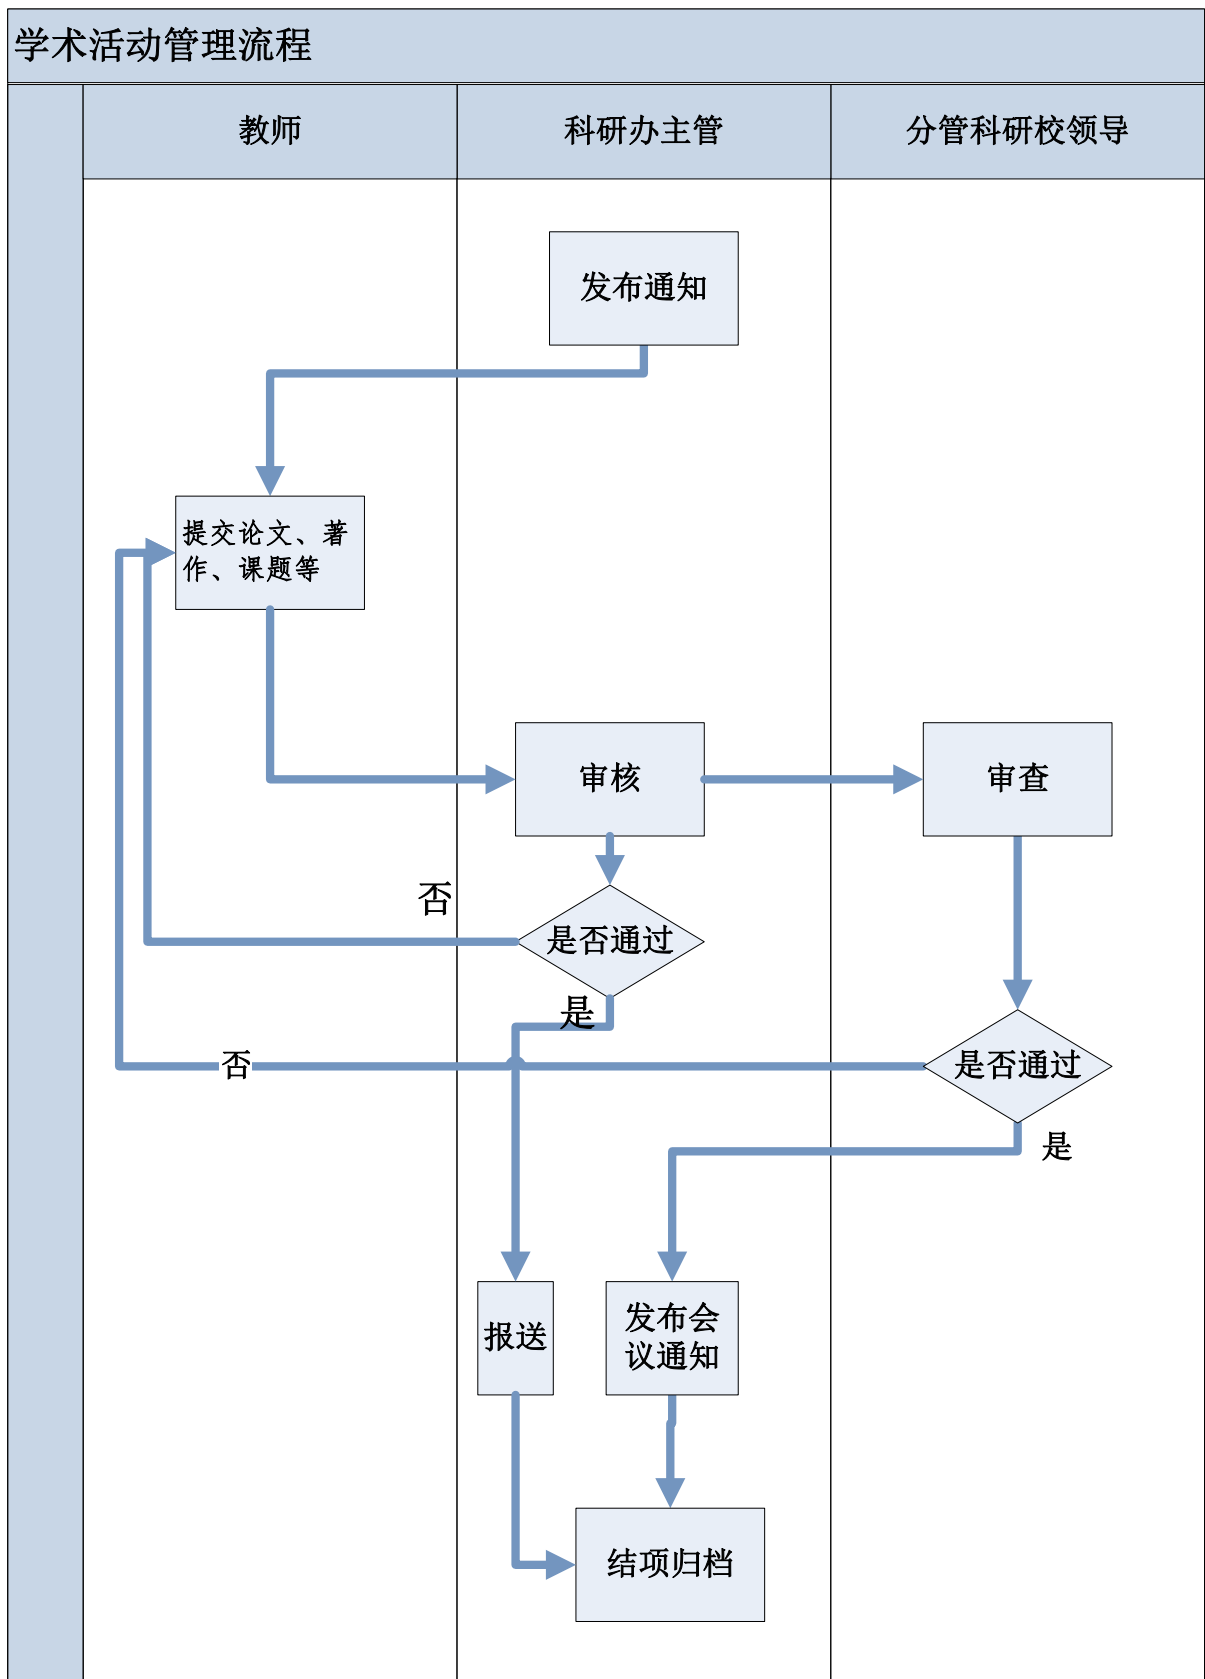 学术活动管理流程
教师
科研办主管
分管科研校领导
发布通知
提交论文、著
作、课题等
审核
审查
否
是否通过
是
否
是否通过
是
报送
发布会
议通知
结项归档